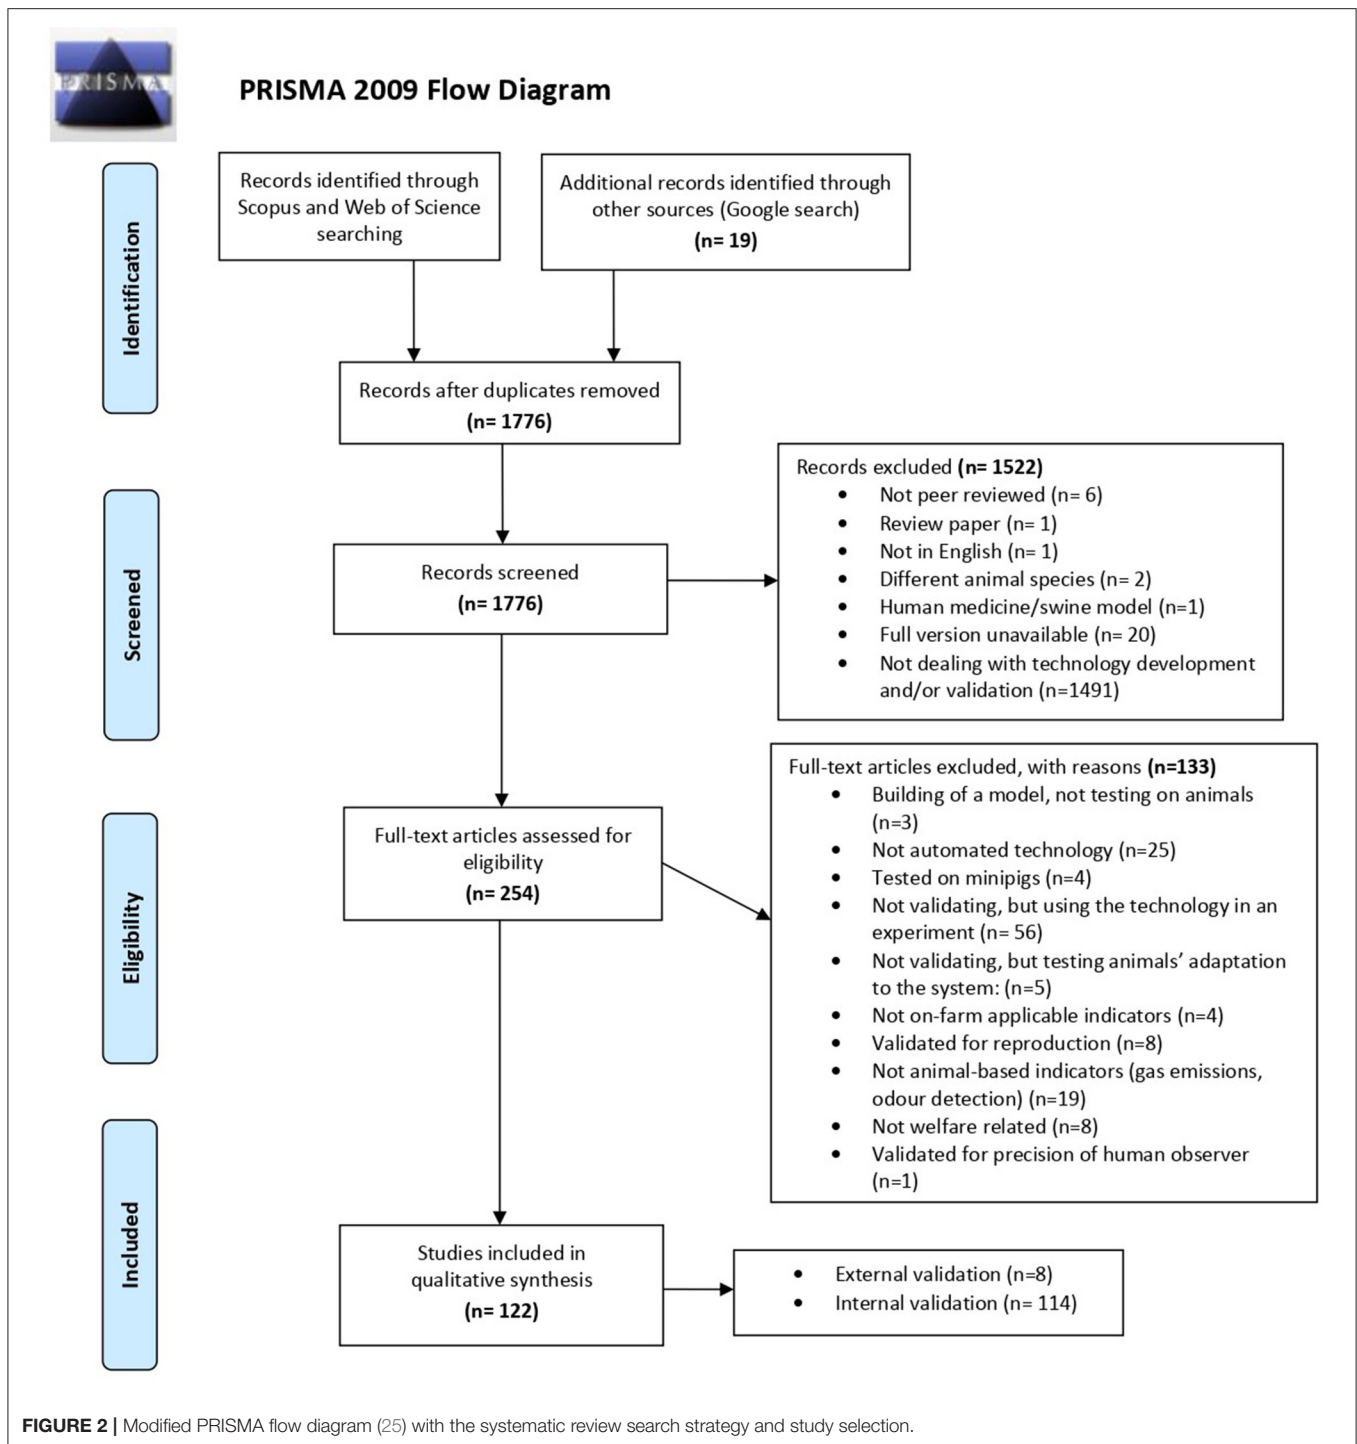 PRISMA
PRISMA 2009 Flow Diagram
Identification
Records identified through
Scopus and Web of Science
searching
Additional records identified through
other sources (Google search)
(n= 19)
Records after duplicates removed
(n= 1776)
Screened
Records screened
(n= 1776)
Records excluded (n= 1522)
• Not peer reviewed (n= 6)
• Review paper (n= 1)
• Not in English (n= 1)
• Different animal species (n= 2)
• Human medicine/swine model (n=1)
• Full version unavailable (n= 20)
• Not dealing with technology development
and/or validation (n=1491)
Eligibility
Full-text articles assessed for
eligibility
(n= 254)
Full-text articles excluded, with reasons (n=133)
• Building of a model, not testing on animals
(n=3)
• Not automated technology (n=25)
• Tested on minipigs (n=4)
• Not validating, but using the technology in an
experiment (n= 56)
• Not validating, but testing animals’ adaptation
to the system: (n=5)
• Not on-farm applicable indicators (n=4)
• Validated for reproduction (n=8)
• Not animal-based indicators (gas emissions,
odour detection) (n=19)
• Not welfare related (n=8)
• Validated for precision of human observer
(n=1)
Included
Studies included in
qualitative synthesis
(n= 122)
• External validation (n=8)
• Internal validation (n= 114)
FIGURE 2 | Modified PRISMA flow diagram (25) with the systematic review search strategy and study selection.